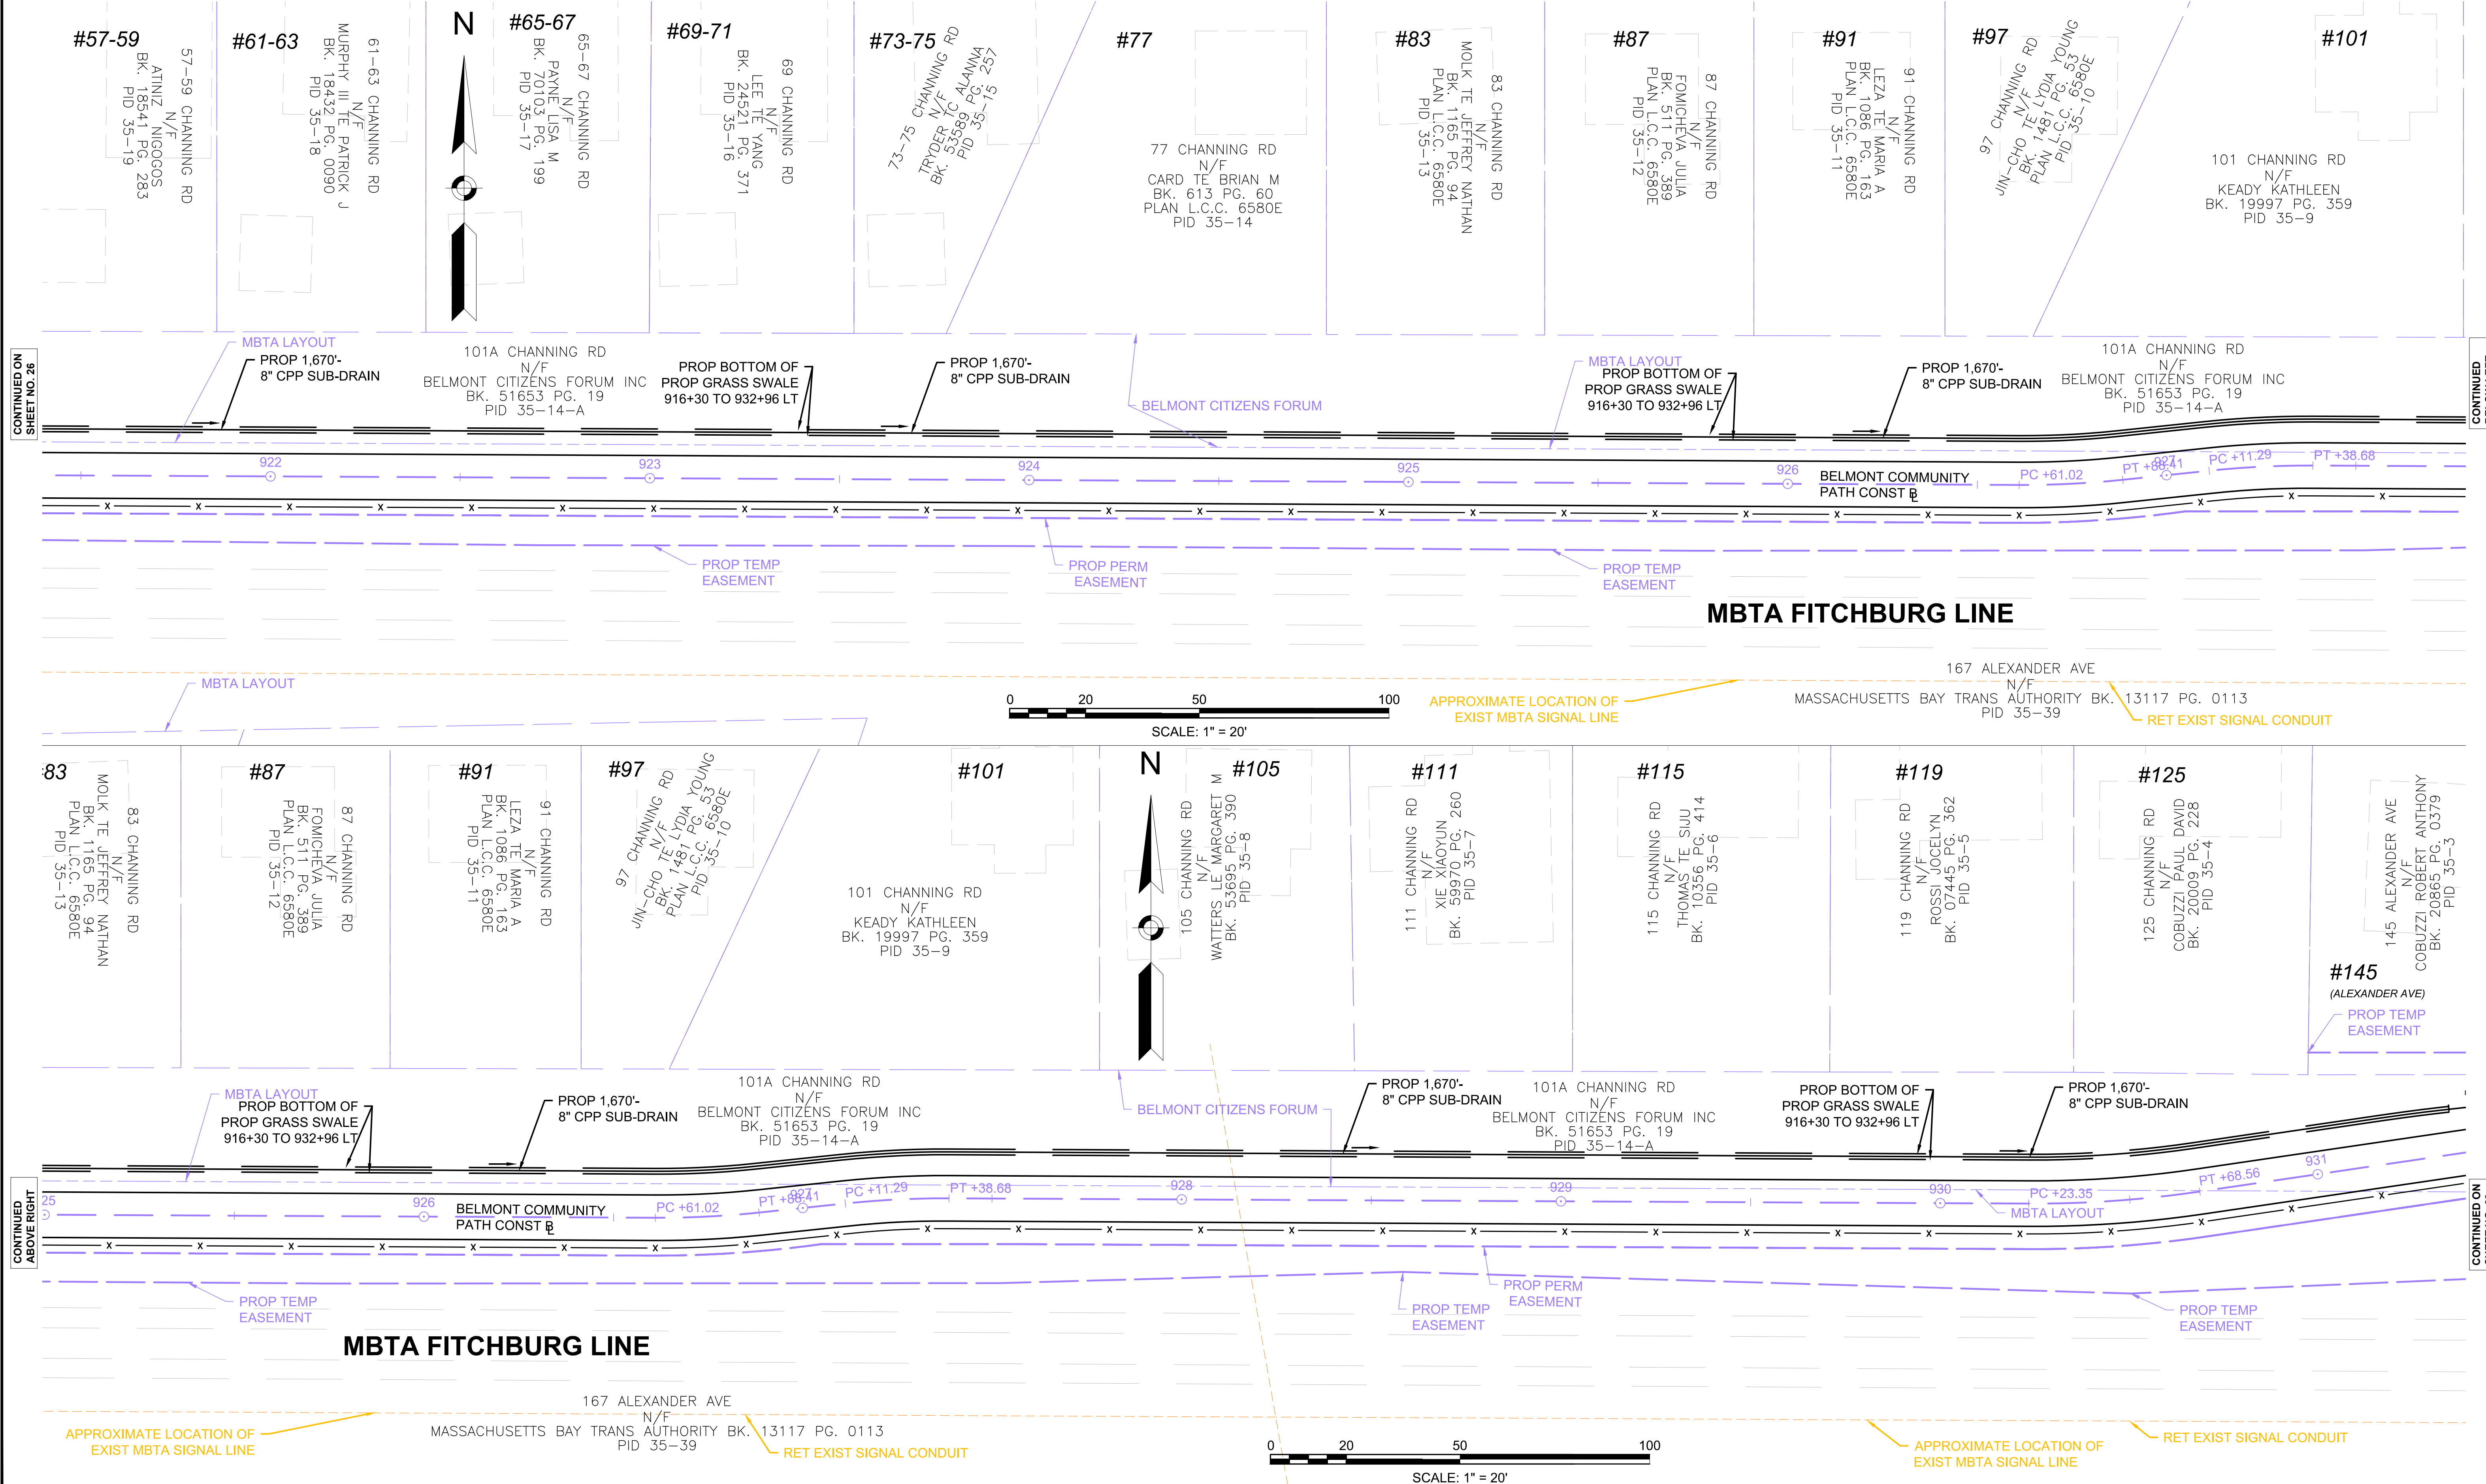 #57-59
57-59 CHANNING RD
N/F
ATINIZ NIGOGOS
BK. 18541 PG. 283
PID 35-19
#61-63
61-63 CHANNING RD
N/F
MURPHY III TE PATRICK J
BK. 18432 PG. 0090
PID 35-18
N
#65-67
65-67 CHANNING RD
N/F
PAYNE LISA M
BK. 70103 PG. 199
PID 35-17
#69-71
69 CHANNING RD
N/F
LEE TE YANG
BK. 24521 PG. 371
PID 35-16
#73-75
73-75 CHANNING RD
N/F
TRYDER TC ALANNA
BK. 53589 PG. 257
PID 35-15
#77
77 CHANNING RD
N/F
CARD TE BRIAN M
BK. 613 PG. 60
PLAN L.C.C. 6580E
PID 35-14
#83
83 CHANNING RD
N/F
MOLK TE JEFFREY NATHAN
BK. 1165 PG. 94
PLAN L.C.C. 6580E
PID 35-13
#87
87 CHANNING RD
N/F
FOMICHEVA JULIA
BK. 511 PG. 389
PLAN L.C.C. 6580E
PID 35-12
#91
91 CHANNING RD
N/F
LEZA TE MARIA A
BK. 1086 PG. 163
PLAN L.C.C. 6580E
PID 35-11
#97
97 CHANNING RD
N/F
JIN-CHO TE LYDIA YOUNG
BK. 1481 PG. 53
PLAN L.C.C. 6580E
PID 35-10
#101
101 CHANNING RD
N/F
KEADY KATHLEEN
BK. 19997 PG. 359
PID 35-9
CONTINUED ON
SHEET NO. 26
MBTA LAYOUT
PROP 1,670'-
8" CPP SUB-DRAIN
101A CHANNING RD
N/F
BELMONT CITIZENS FORUM INC
BK. 51653 PG. 19
PID 35-14-A
PROP BOTTOM OF
PROP GRASS SWALE
916+30 TO 932+96 LT
PROP 1,670'-
8" CPP SUB-DRAIN
BELMONT CITIZENS FORUM
MBTA LAYOUT
PROP BOTTOM OF
PROP GRASS SWALE
916+30 TO 932+96 LT
PROP 1,670'-
8" CPP SUB-DRAIN
101A CHANNING RD
N/F
BELMONT CITIZENS FORUM INC
BK. 51653 PG. 19
PID 35-14-A
CONTINUED
922
923
924
925
926
BELMONT COMMUNITY
PATH CONST BL
PC +61.02
PT +88.41
927
PC +11.29
PT +38.68
PROP TEMP
EASEMENT
PROP PERM
EASEMENT
PROP TEMP
EASEMENT
MBTA FITCHBURG LINE
MBTA LAYOUT
0 20 50 100
SCALE: 1" = 20'
APPROXIMATE LOCATION OF
EXIST MBTA SIGNAL LINE
167 ALEXANDER AVE
N/F
MASSACHUSETTS BAY TRANS AUTHORITY BK. 13117 PG. 0113
PID 35-39
RET EXIST SIGNAL CONDUIT
#83
83 CHANNING RD
N/F
MOLK TE JEFFREY NATHAN
BK. 1165 PG. 94
PLAN L.C.C. 6580E
PID 35-13
#87
87 CHANNING RD
N/F
FOMICHEVA JULIA
BK. 511 PG. 389
PLAN L.C.C. 6580E
PID 35-12
#91
91 CHANNING RD
N/F
LEZA TE MARIA A
BK. 1086 PG. 163
PLAN L.C.C. 6580E
PID 35-11
#97
97 CHANNING RD
N/F
JIN-CHO TE LYDIA YOUNG
BK. 1481 PG. 53
PLAN L.C.C. 6580E
PID 35-10
#101
101 CHANNING RD
N/F
KEADY KATHLEEN
BK. 19997 PG. 359
PID 35-9
N
#105
105 CHANNING RD
N/F
WATTERS LE MARGARET M
BK. 53695 PG. 390
PID 35-8
#111
111 CHANNING RD
N/F
XIE XIAOYUN
BK. 59970 PG. 260
PID 35-7
#115
115 CHANNING RD
N/F
THOMAS TE SIJU
BK. 10356 PG. 414
PID 35-6
#119
119 CHANNING RD
N/F
ROSSI JOCELYN
BK. 07445 PG. 362
PID 35-5
#125
125 CHANNING RD
N/F
COBUZZI PAUL DAVID
BK. 20009 PG. 228
PID 35-4
145 ALEXANDER AVE
N/F
COBUZZI ROBERT ANTHONY
BK. 20865 PG. 0379
PID 35-3
#145
(ALEXANDER AVE)
PROP TEMP
EASEMENT
MBTA LAYOUT
PROP BOTTOM OF
PROP GRASS SWALE
916+30 TO 932+96 LT
PROP 1,670'-
8" CPP SUB-DRAIN
101A CHANNING RD
N/F
BELMONT CITIZENS FORUM INC
BK. 51653 PG. 19
PID 35-14-A
BELMONT CITIZENS FORUM
PROP 1,670'-
8" CPP SUB-DRAIN
101A CHANNING RD
N/F
BELMONT CITIZENS FORUM INC
BK. 51653 PG. 19
PID 35-14-A
PROP BOTTOM OF
PROP GRASS SWALE
916+30 TO 932+96 LT
PROP 1,670'-
8" CPP SUB-DRAIN
CONTINUED
ABOVE RIGHT
25
926
BELMONT COMMUNITY
PATH CONST BL
PC +61.02
PT +88.41
927
PC +11.29
PT +38.68
928
929
930
PC +23.35
MBTA LAYOUT
PT +68.56
931
CONTINUED ON
PROP TEMP
EASEMENT
PROP TEMP
EASEMENT
PROP PERM
EASEMENT
PROP TEMP
EASEMENT
MBTA FITCHBURG LINE
APPROXIMATE LOCATION OF
EXIST MBTA SIGNAL LINE
167 ALEXANDER AVE
N/F
MASSACHUSETTS BAY TRANS AUTHORITY BK. 13117 PG. 0113
PID 35-39
RET EXIST SIGNAL CONDUIT
0 20 50 100
SCALE: 1" = 20'
APPROXIMATE LOCATION OF
EXIST MBTA SIGNAL LINE
RET EXIST SIGNAL CONDUIT